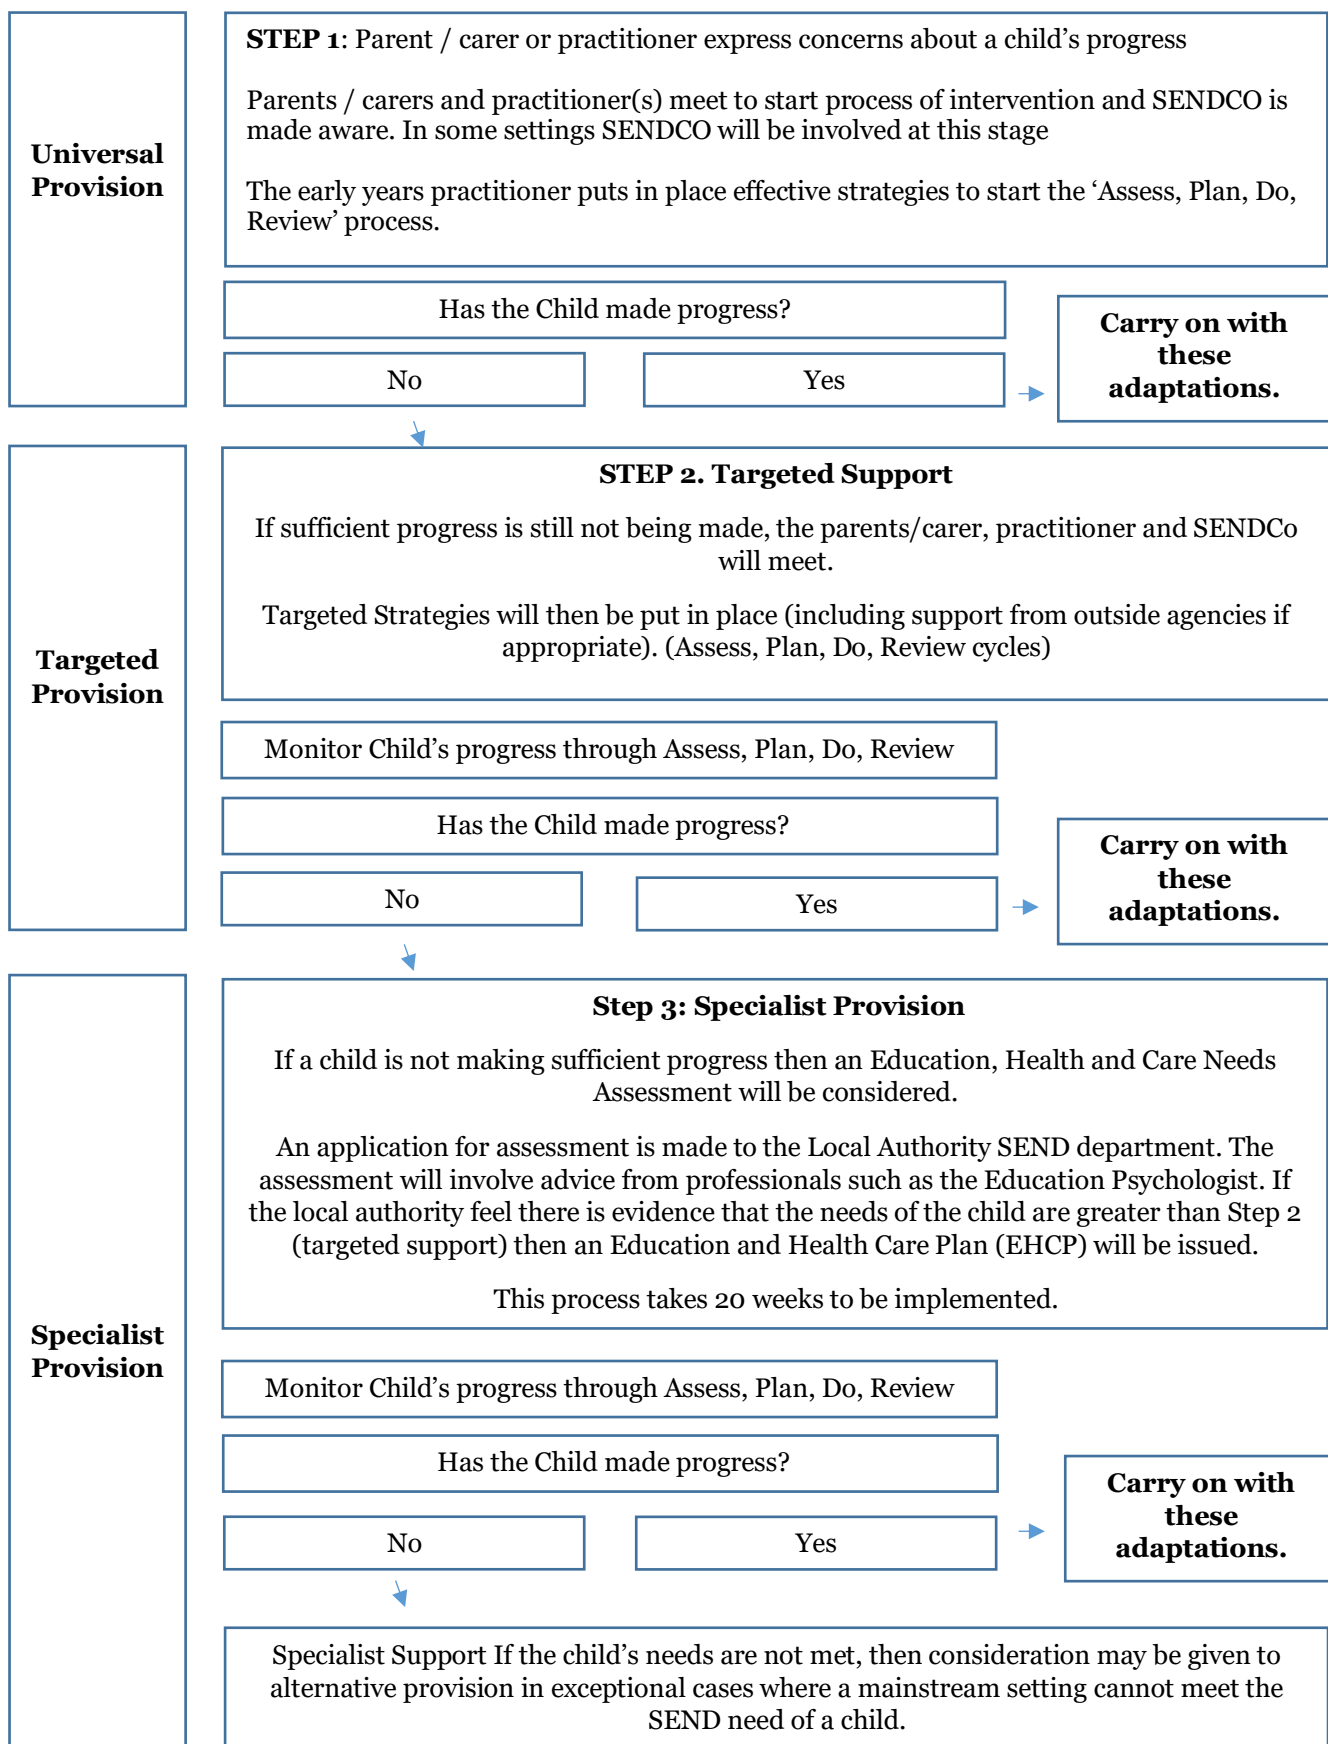 Universal
Provision
STEP 1: Parent / carer or practitioner express concerns about a child’s progress
Parents / carers and practitioner(s) meet to start process of intervention and SENDCO is
made aware. In some settings SENDCO will be involved at this stage
The early years practitioner puts in place effective strategies to start the ‘Assess, Plan, Do,
Review’ process.
Has the Child made progress?
No
Yes
Carry on with
these
adaptations.
Targeted
Provision
STEP 2. Targeted Support
If sufficient progress is still not being made, the parents/carer, practitioner and SENDCo
will meet.
Targeted Strategies will then be put in place (including support from outside agencies if
appropriate). (Assess, Plan, Do, Review cycles)
Monitor Child’s progress through Assess, Plan, Do, Review
Has the Child made progress?
No
Yes
Carry on with
these
adaptations.
Specialist
Provision
Step 3: Specialist Provision
If a child is not making sufficient progress then an Education, Health and Care Needs
Assessment will be considered.
An application for assessment is made to the Local Authority SEND department. The
assessment will involve advice from professionals such as the Education Psychologist. If
the local authority feel there is evidence that the needs of the child are greater than Step 2
(targeted support) then an Education and Health Care Plan (EHCP) will be issued.
This process takes 20 weeks to be implemented.
Monitor Child’s progress through Assess, Plan, Do, Review
Has the Child made progress?
No
Yes
Carry on with
these
adaptations.
Specialist Support If the child’s needs are not met, then consideration may be given to
alternative provision in exceptional cases where a mainstream setting cannot meet the
SEND need of a child.